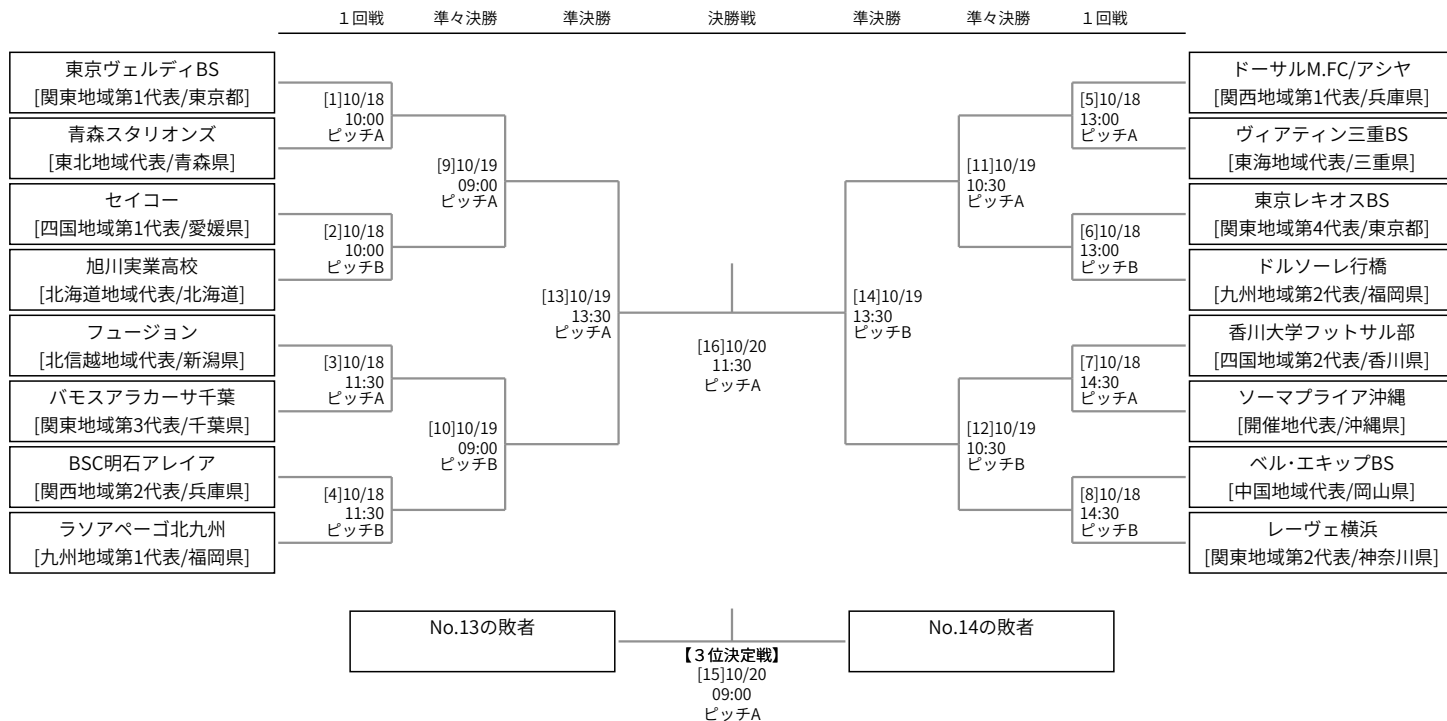 １回戦
準々決勝
準決勝
決勝戦
準決勝
準々決勝
１回戦
東京ヴェルディBS
[関東地域第1代表/東京都]
青森スタリオンズ
[東北地域代表/青森県]
セイコー
[四国地域第1代表/愛媛県]
旭川実業高校
[北海道地域代表/北海道]
フュージョン
[北信越地域代表/新潟県]
バモスアラカーサ千葉
[関東地域第3代表/千葉県]
BSC明石アレイア
[関西地域第2代表/兵庫県]
ラソアペーゴ北九州
[九州地域第1代表/福岡県]
[1]10/18
10:00
ピッチA
[2]10/18
10:00
ピッチB
[3]10/18
11:30
ピッチA
[4]10/18
11:30
ピッチB
[9]10/19
09:00
ピッチA
[10]10/19
09:00
ピッチB
[13]10/19
13:30
ピッチA
[16]10/20
11:30
ピッチA
[14]10/19
13:30
ピッチB
[11]10/19
10:30
ピッチA
[12]10/19
10:30
ピッチB
[5]10/18
13:00
ピッチA
[6]10/18
13:00
ピッチB
[7]10/18
14:30
ピッチA
[8]10/18
14:30
ピッチB
ドーサルM.FC/アシヤ
[関西地域第1代表/兵庫県]
ヴィアティン三重BS
[東海地域代表/三重県]
東京レキオスBS
[関東地域第4代表/東京都]
ドルソーレ行橋
[九州地域第2代表/福岡県]
香川大学フットサル部
[四国地域第2代表/香川県]
ソーマプライア沖縄
[開催地代表/沖縄県]
ベル・エキップBS
[中国地域代表/岡山県]
レーヴェ横浜
[関東地域第2代表/神奈川県]
No.13の敗者
No.14の敗者
【３位決定戦】
[15]10/20
09:00
ピッチA